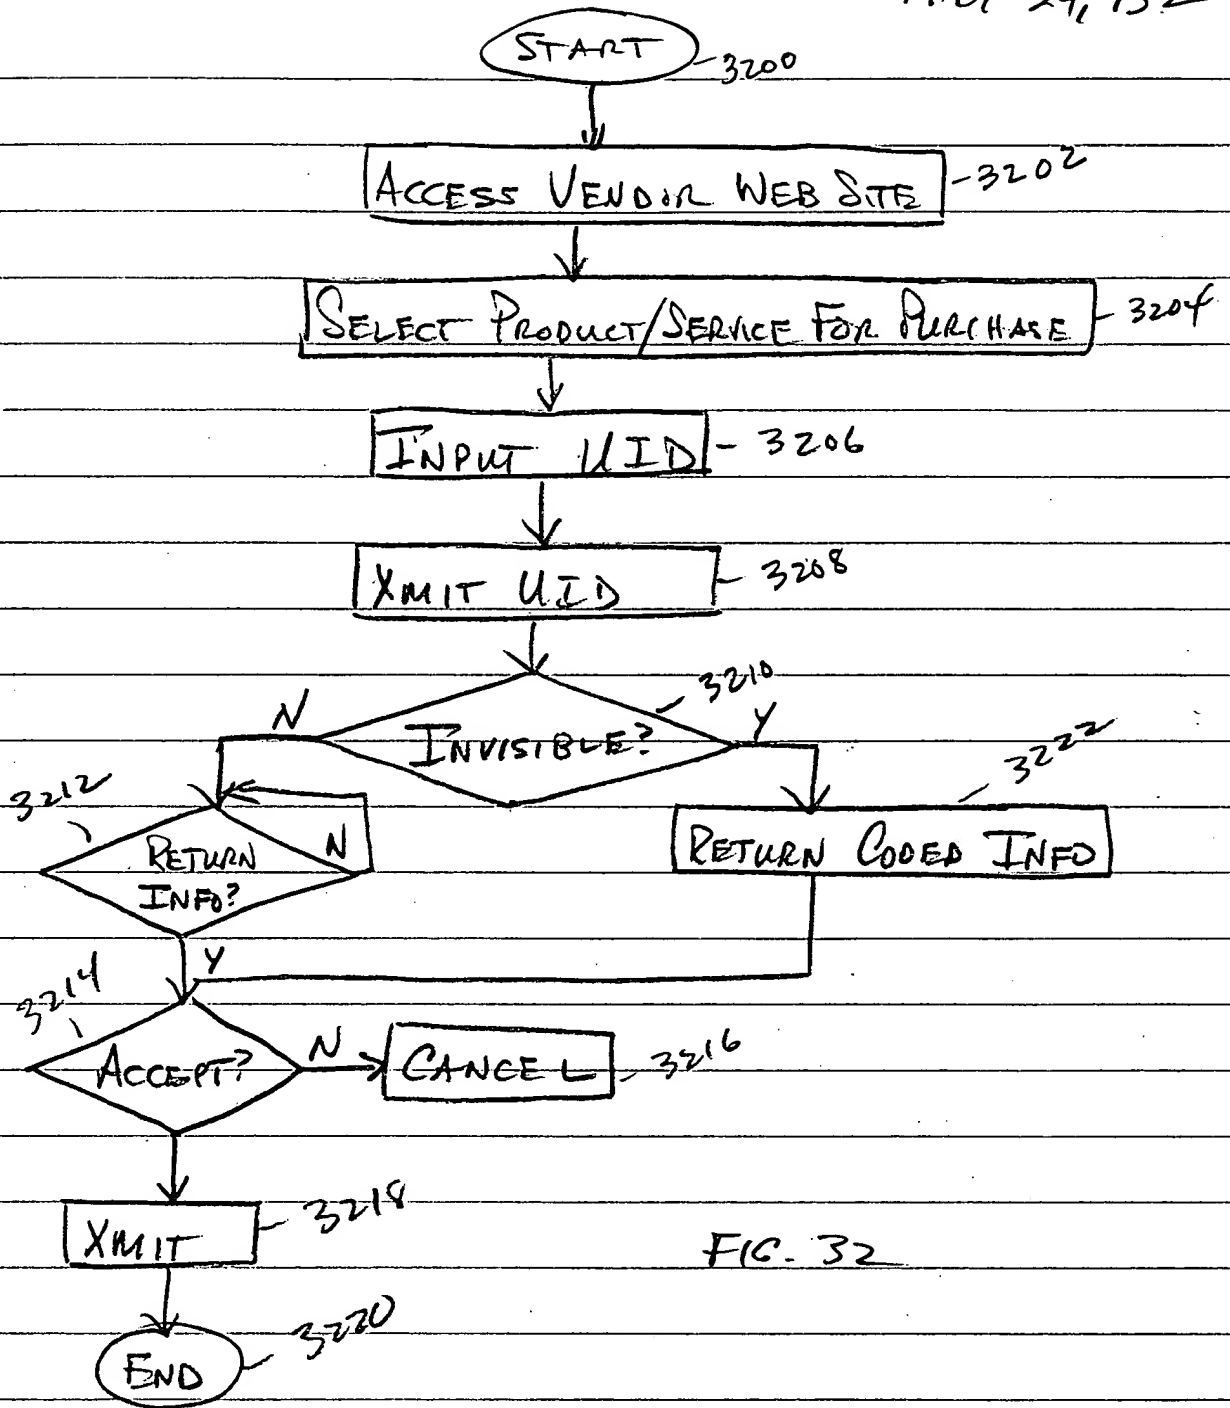 START
3200
ACCESS VENDOR WEB SITE
3202
SELECT PRODUCT/SERVICE FOR PURCHASE
3204
INPUT UID
3206
XMIT UID
3208
3210
N
INVISIBLE?
Y
3212
3222
RETURN
INFO?
N
RETURN CODED INFO
Y
3214
ACCEPT?
N
CANCEL
3216
XMIT
3218
FIG. 32
END
3220